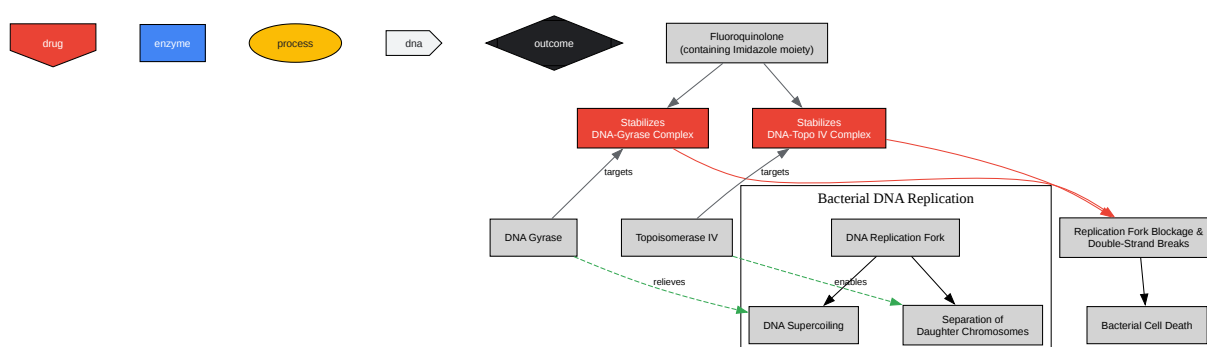 drug
enzyme
process
dna
outcome
Fluoroquinolone
(containing Imidazole moiety)
Stabilizes
DNA-Gyrase Complex
Stabilizes
DNA-Topo IV Complex
targets
targets
Bacterial DNA Replication
DNA Gyrase
Topoisomerase IV
DNA Replication Fork
Replication Fork Blockage &
Double-Strand Breaks
relieves
enables
DNA Supercoiling
Separation of
Daughter Chromosomes
Bacterial Cell Death